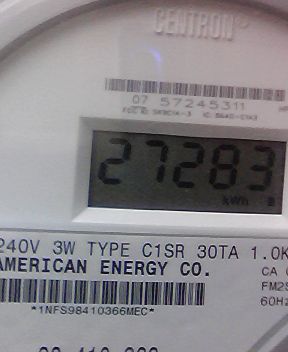 CENTRON®
07 57245311
27283
kWh
240V 3W TYPE C1SR 30TA 1.0K
AMERICAN ENERGY CO.
CA
FM2S
60Hz
*1NFS98410366MEC*